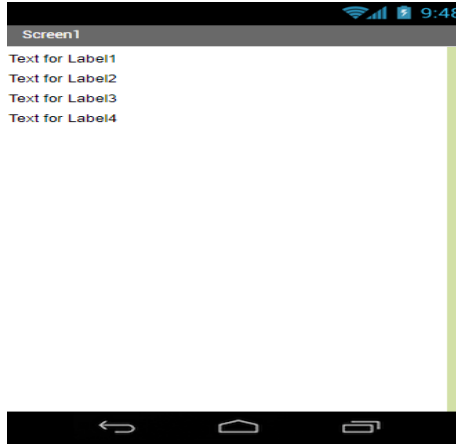 9:48
Screen1
Text for Label1
Text for Label2
Text for Label3
Text for Label4